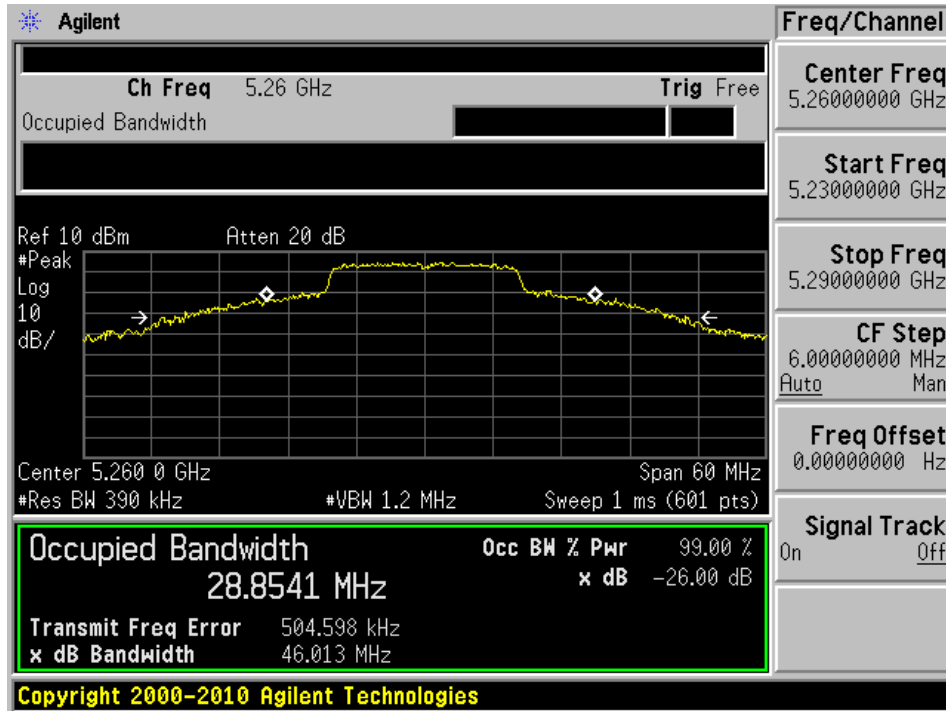 Agilent
Freq/Channel
Ch Freq 5.26 GHz Trig Free
Occupied Bandwidth
Center Freq
5.26000000 GHz
Start Freq
5.23000000 GHz
Stop Freq
5.29000000 GHz
CF Step
6.00000000 MHz
Auto Man
Freq Offset
0.00000000 Hz
Signal Track
On Off
Ref 10 dBm Atten 20 dB
#Peak
Log
10
dB/
Center 5.260 0 GHz Span 60 MHz
#Res BW 390 kHz #VBW 1.2 MHz Sweep 1 ms (601 pts)
Occupied Bandwidth
28.8541 MHz
Occ BW % Pwr 99.00 %
x dB -26.00 dB
Transmit Freq Error 504.598 kHz
x dB Bandwidth 46.013 MHz
Copyright 2000-2010 Agilent Technologies